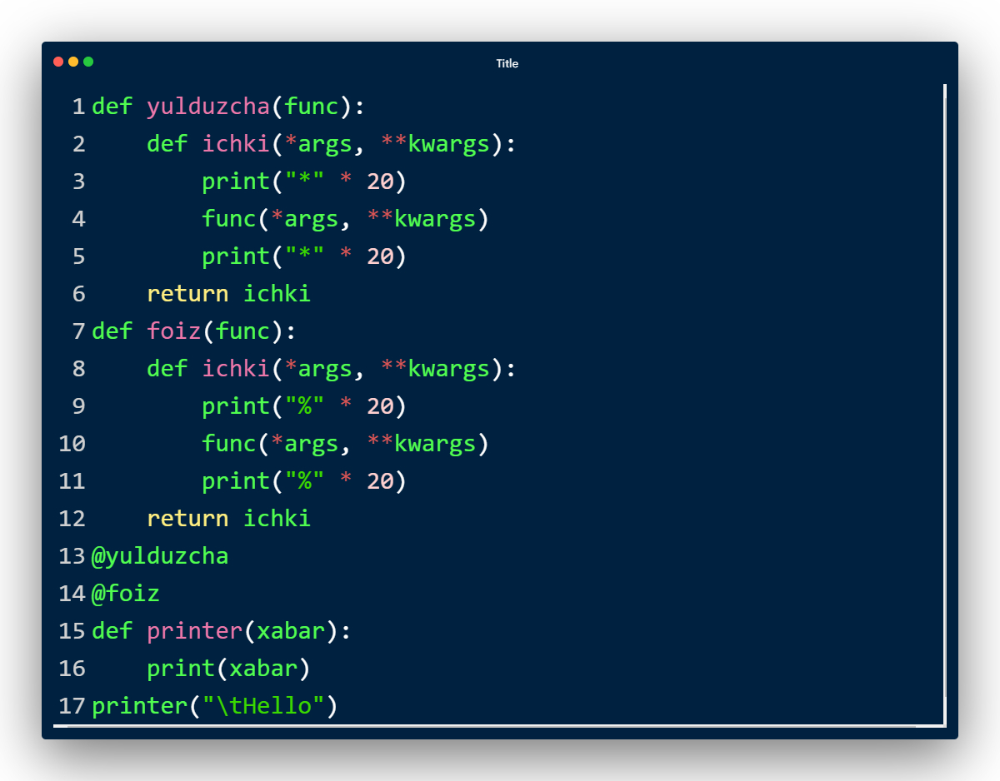 Title
1 def yulduzcha(func):
2     def ichki(*args, **kwargs):
3         print("*" * 20)
4         func(*args, **kwargs)
5         print("*" * 20)
6     return ichki
7 def foiz(func):
8     def ichki(*args, **kwargs):
9         print("%" * 20)
10         func(*args, **kwargs)
11         print("%" * 20)
12     return ichki
13 @yulduzcha
14 @foiz
15 def printer(xabar):
16     print(xabar)
17 printer("\tHello")